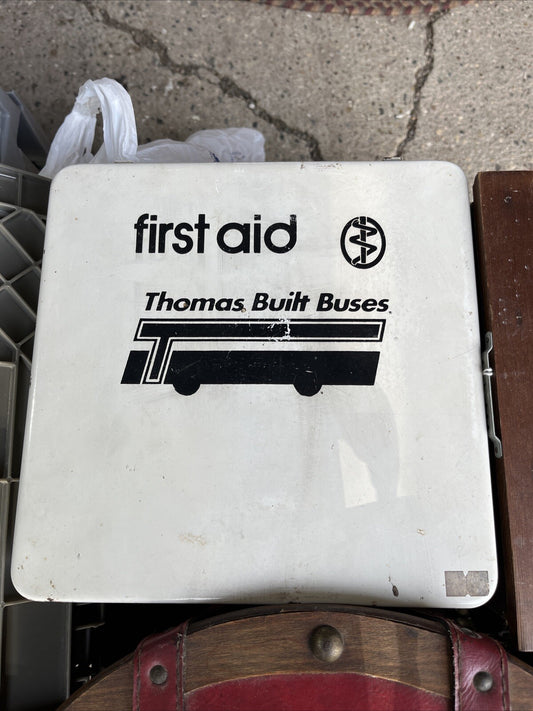 first aid
Thomas Built Buses
T